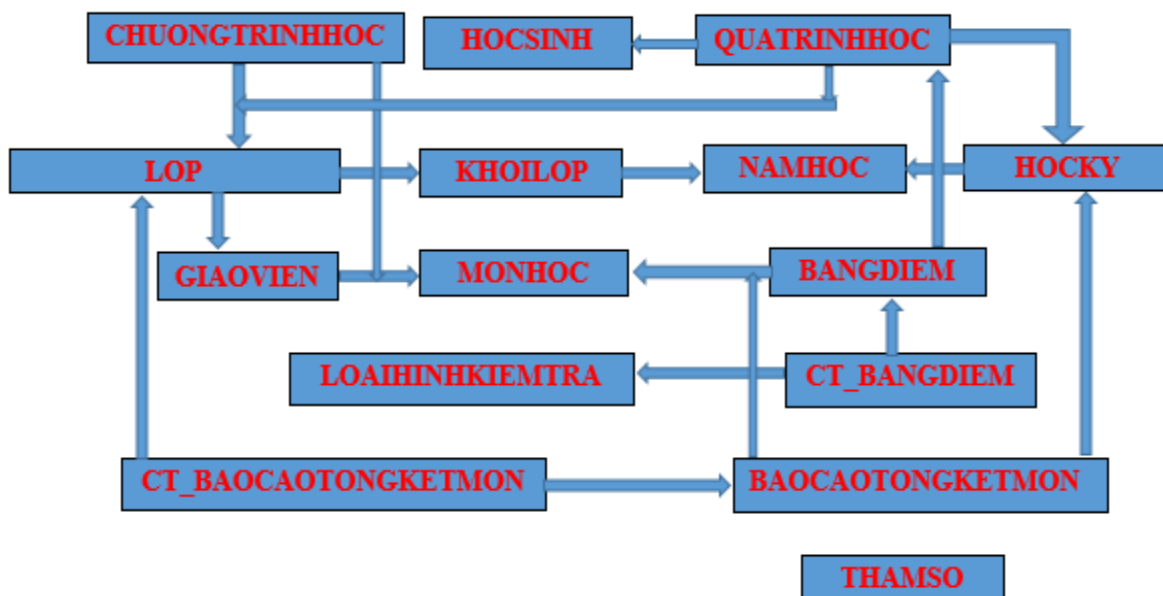 CHUONGTRINHHOC
HOCSINH
QUATRINHHOC
LOP
KHOILOP
NAMHOC
HOCKY
GIAOVIEN
MONHOC
BANGDIEM
LOAIHINHKIEMTRA
CT_BANGDIEM
CT_BAOCAOTONGKETMON
BAOCAOTONGKETMON
THAMSO